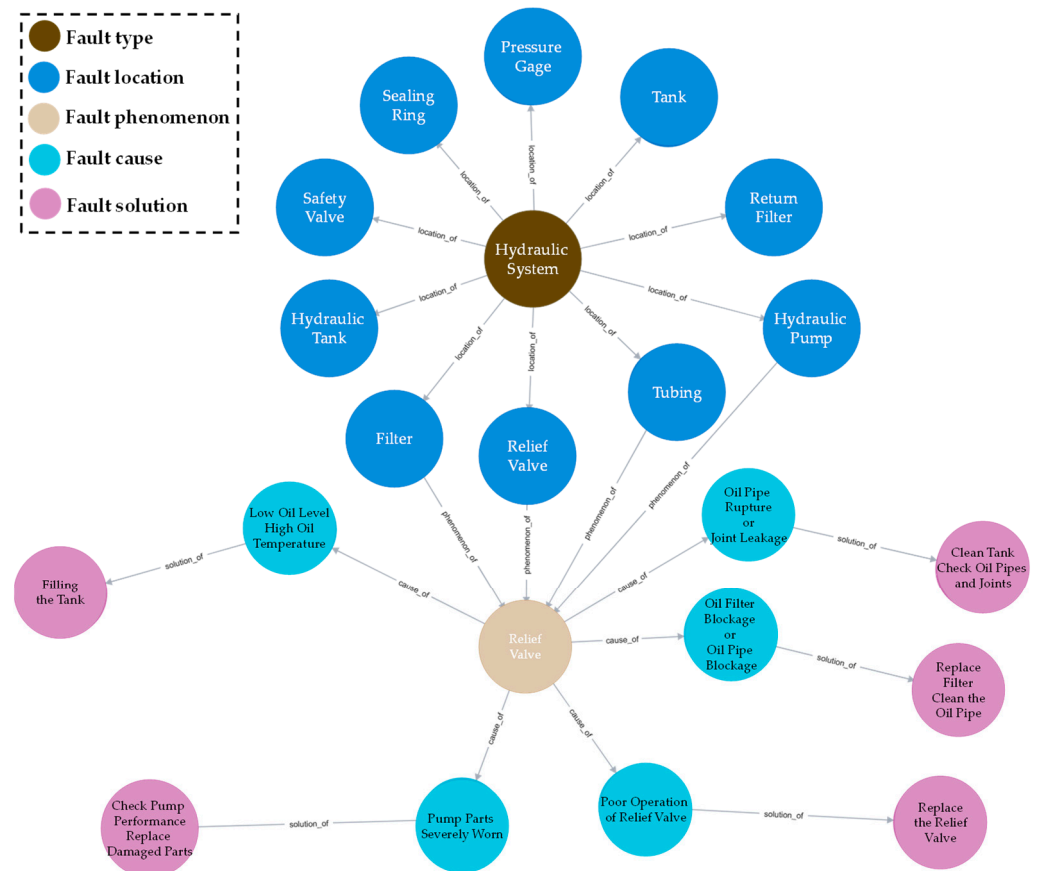 Fault type
Fault location
Fault phenomenon
Fault cause
Fault solution
Pressure
Gage
Sealing
Ring
Tank
Safety
Valve
Return
Filter
Hydraulic
System
Hydraulic
Tank
Hydraulic
Pump
Tubing
Filter
Relief
Valve
location_of
location_of
location_of
location_of
location_of
location_of
location_of
location_of
location_of
location_of
phenomenon_of
phenomenon_of
phenomenon_of
phenomenon_of
Low Oil Level
High Oil
Temperature
Oil Pipe
Rupture
or
Joint Leakage
solution_of
solution_of
Filling
the Tank
Clean Tank
Check Oil Pipes
and Joints
cause_of
cause_of
Relief
Valve
cause_of
Oil Filter
Blockage
or
Oil Pipe
Blockage
solution_of
Replace
Filter
Clean the
Oil Pipe
cause_of
cause_of
Check Pump
Performance
Replace
Damaged Parts
solution_of
Pump Parts
Severely Worn
Poor Operation
of Relief Valve
solution_of
Replace
the Relief
Valve